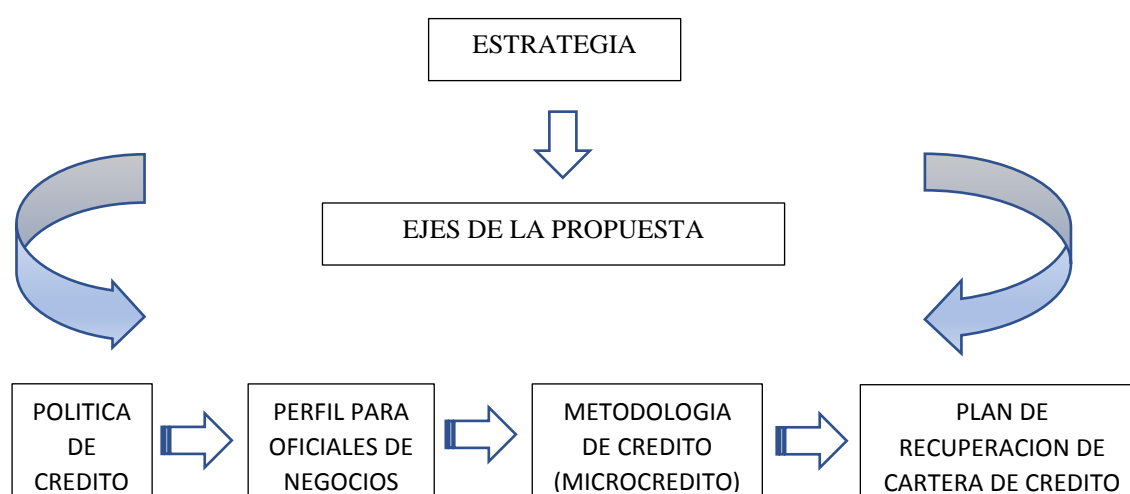 ESTRATEGIA
EJES DE LA PROPUESTA
POLITICA
DE
CREDITO
PERFIL PARA
OFICIALES DE
NEGOCIOS
METODOLOGIA
DE CREDITO
(MICROCREDITO)
PLAN DE
RECUPERACION DE
CARTERA DE CREDITO